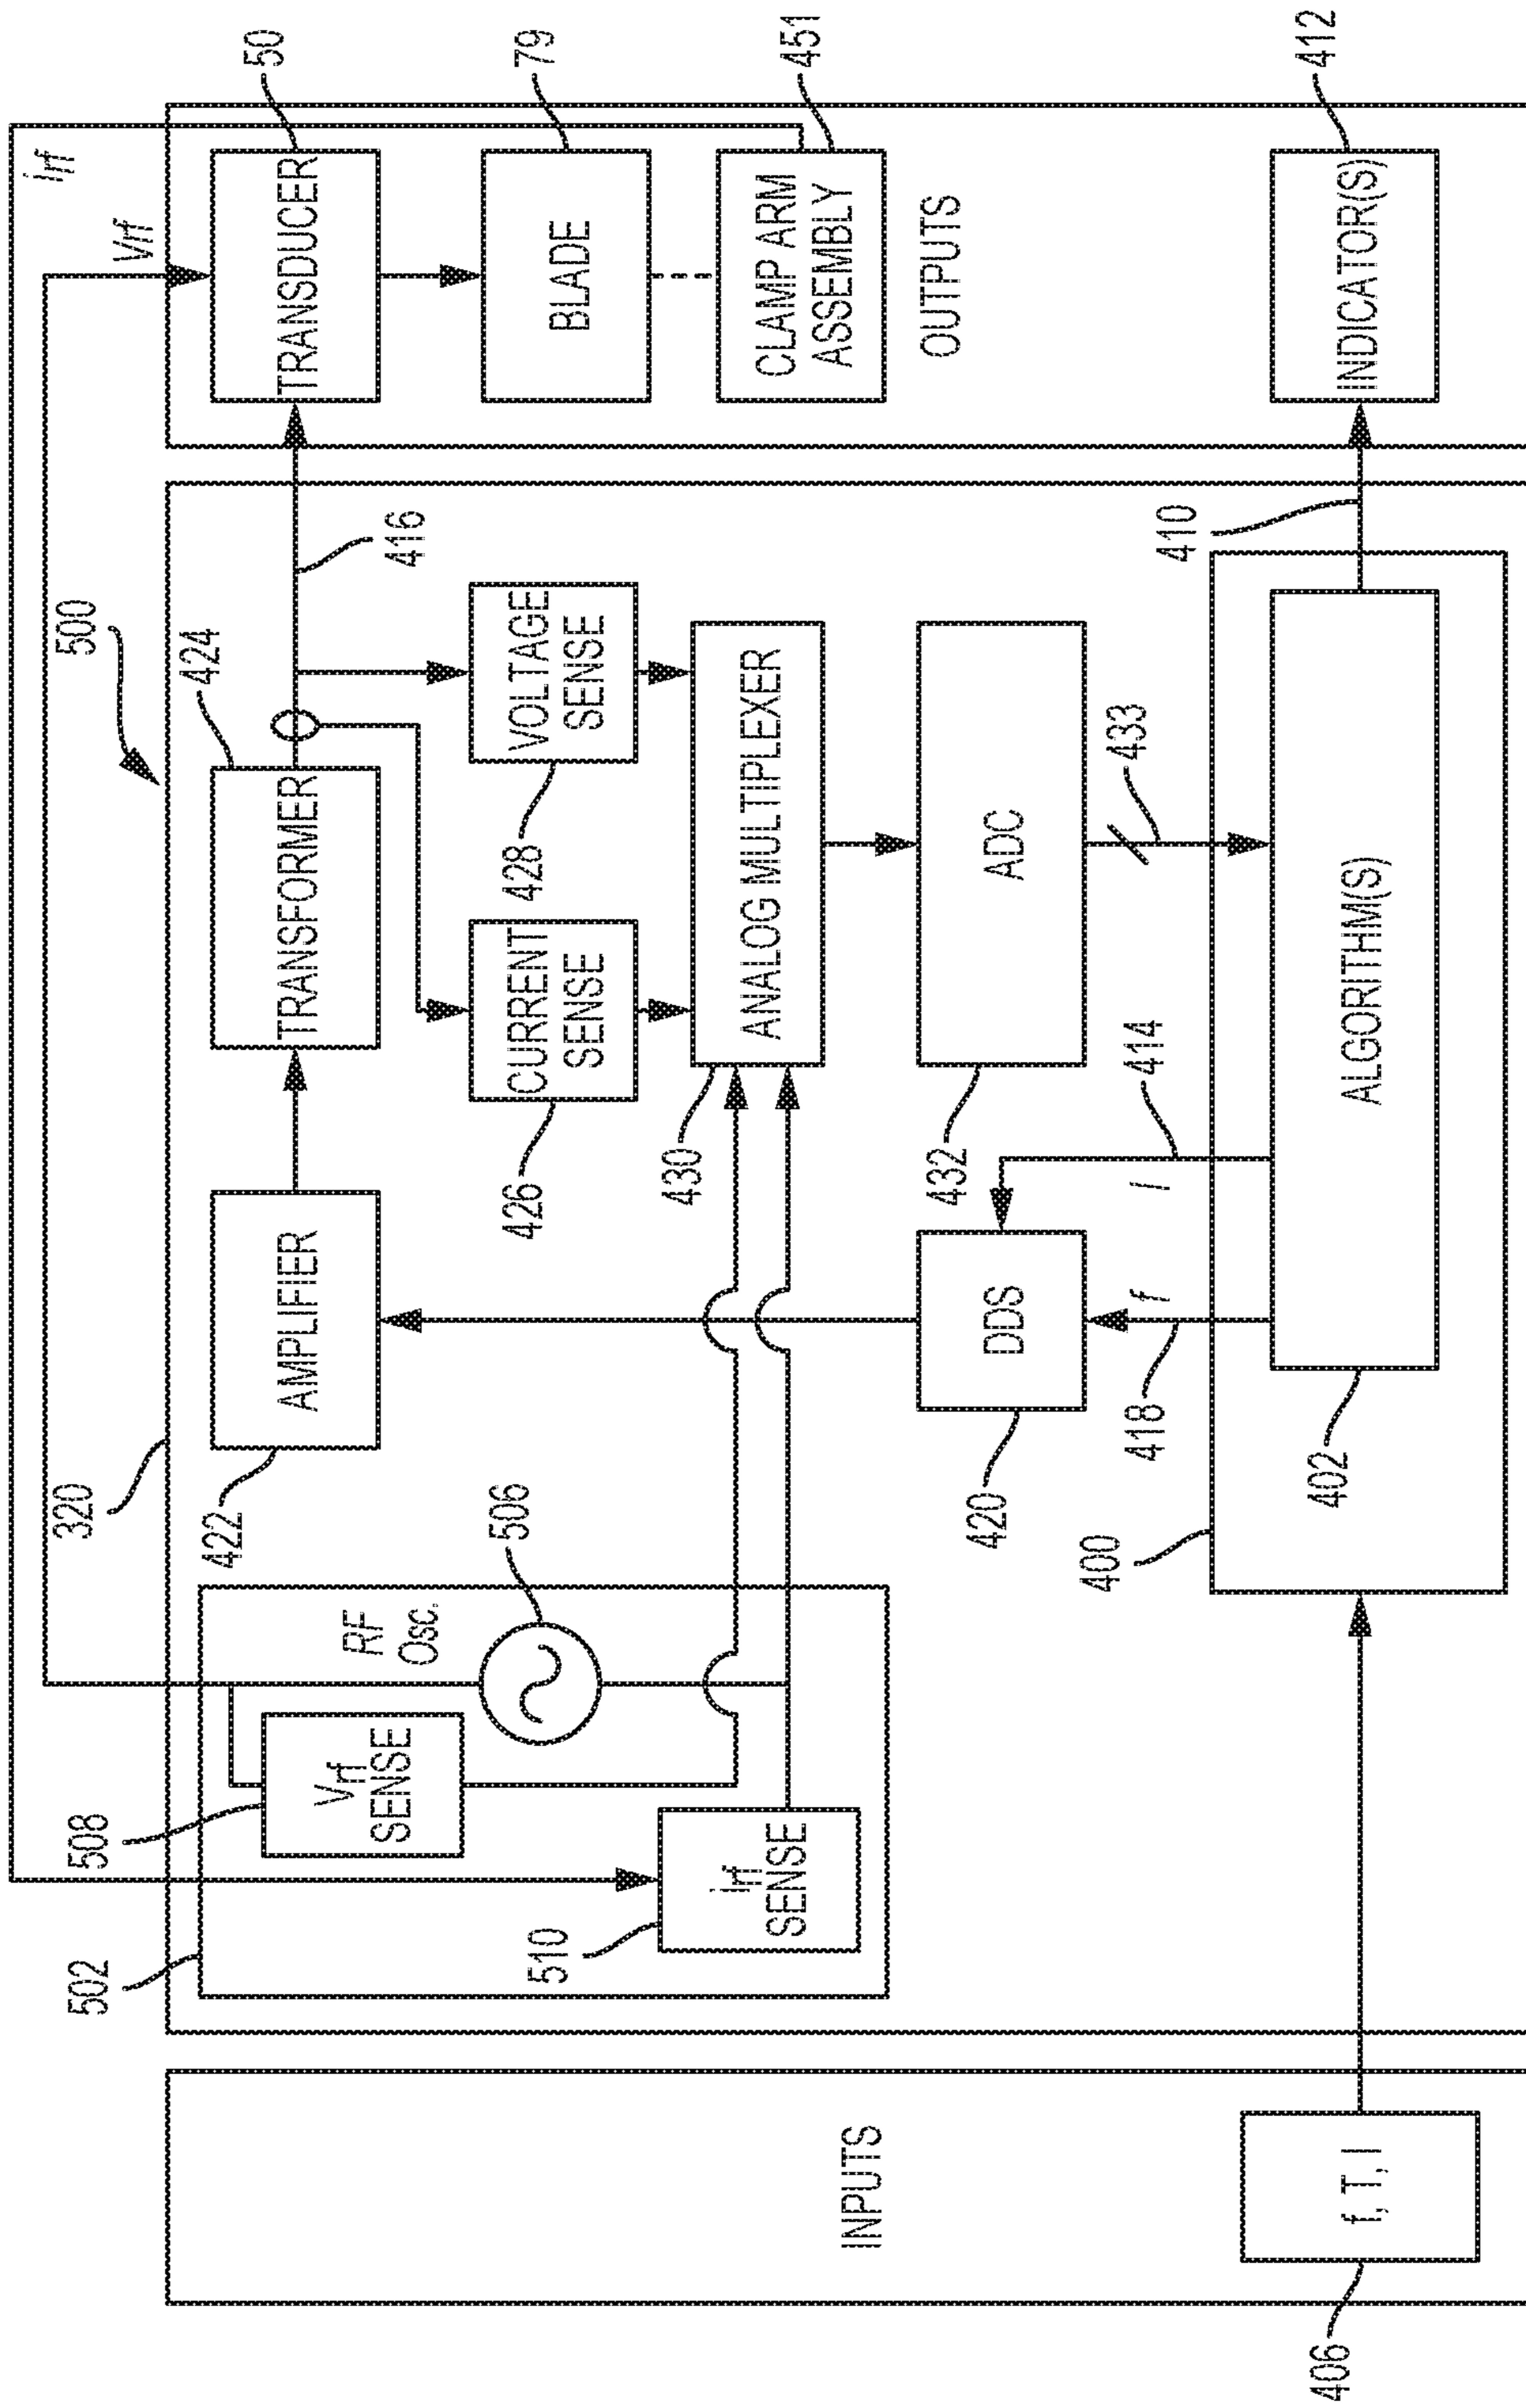 500
320
Vrf
irf
502
508
Vrf
SENSE
510
irf
SENSE
RF
Osc.
506
422
AMPLIFIER
TRANSFORMER
424
416
TRANSDUCER
50
426
CURRENT
SENSE
428
VOLTAGE
SENSE
BLADE
79
430
ANALOG MULTIPLEXER
CLAMP ARM
ASSEMBLY
451
INPUTS
OUTPUTS
420
DDS
432
ADC
418
f
I
414
433
400
402
ALGORITHM(S)
410
INDICATOR(S)
412
406
f, T, I